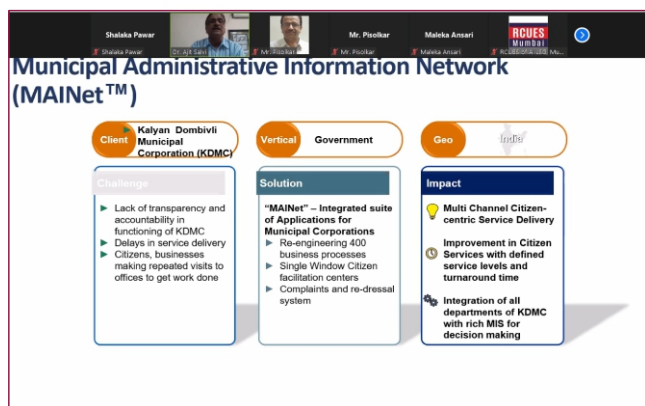 Shalaka Pawar
Mr. Pisolkar
Maleka Ansari
RCUES
Mumbai
Shalaka Pawar
Dr. Ajit Salvi
Mr. Pisolkar
Mr. Pisolkar
Maleka Ansari
Municipal Administrative Information Network
(MAINet™)
Client
Kalyan Dombivli
Municipal
Corporation (KDMC)
Vertical
Government
Geo
India
Challenge
Lack of transparency and
accountability in
functioning of KDMC
Delays in service delivery
Citizens, businesses
making repeated visits to
offices to get work done
Solution
“MAINet” – Integrated suite
of Applications for
Municipal Corporations
Re-engineering 400
business processes
Single Window Citizen
facilitation centers
Complaints and re-dressal
system
Impact
Multi Channel Citizen-
centric Service Delivery
Improvement in Citizen
Services with defined
service levels and
turnaround time
Integration of all
departments of KDMC
with rich MIS for
decision making